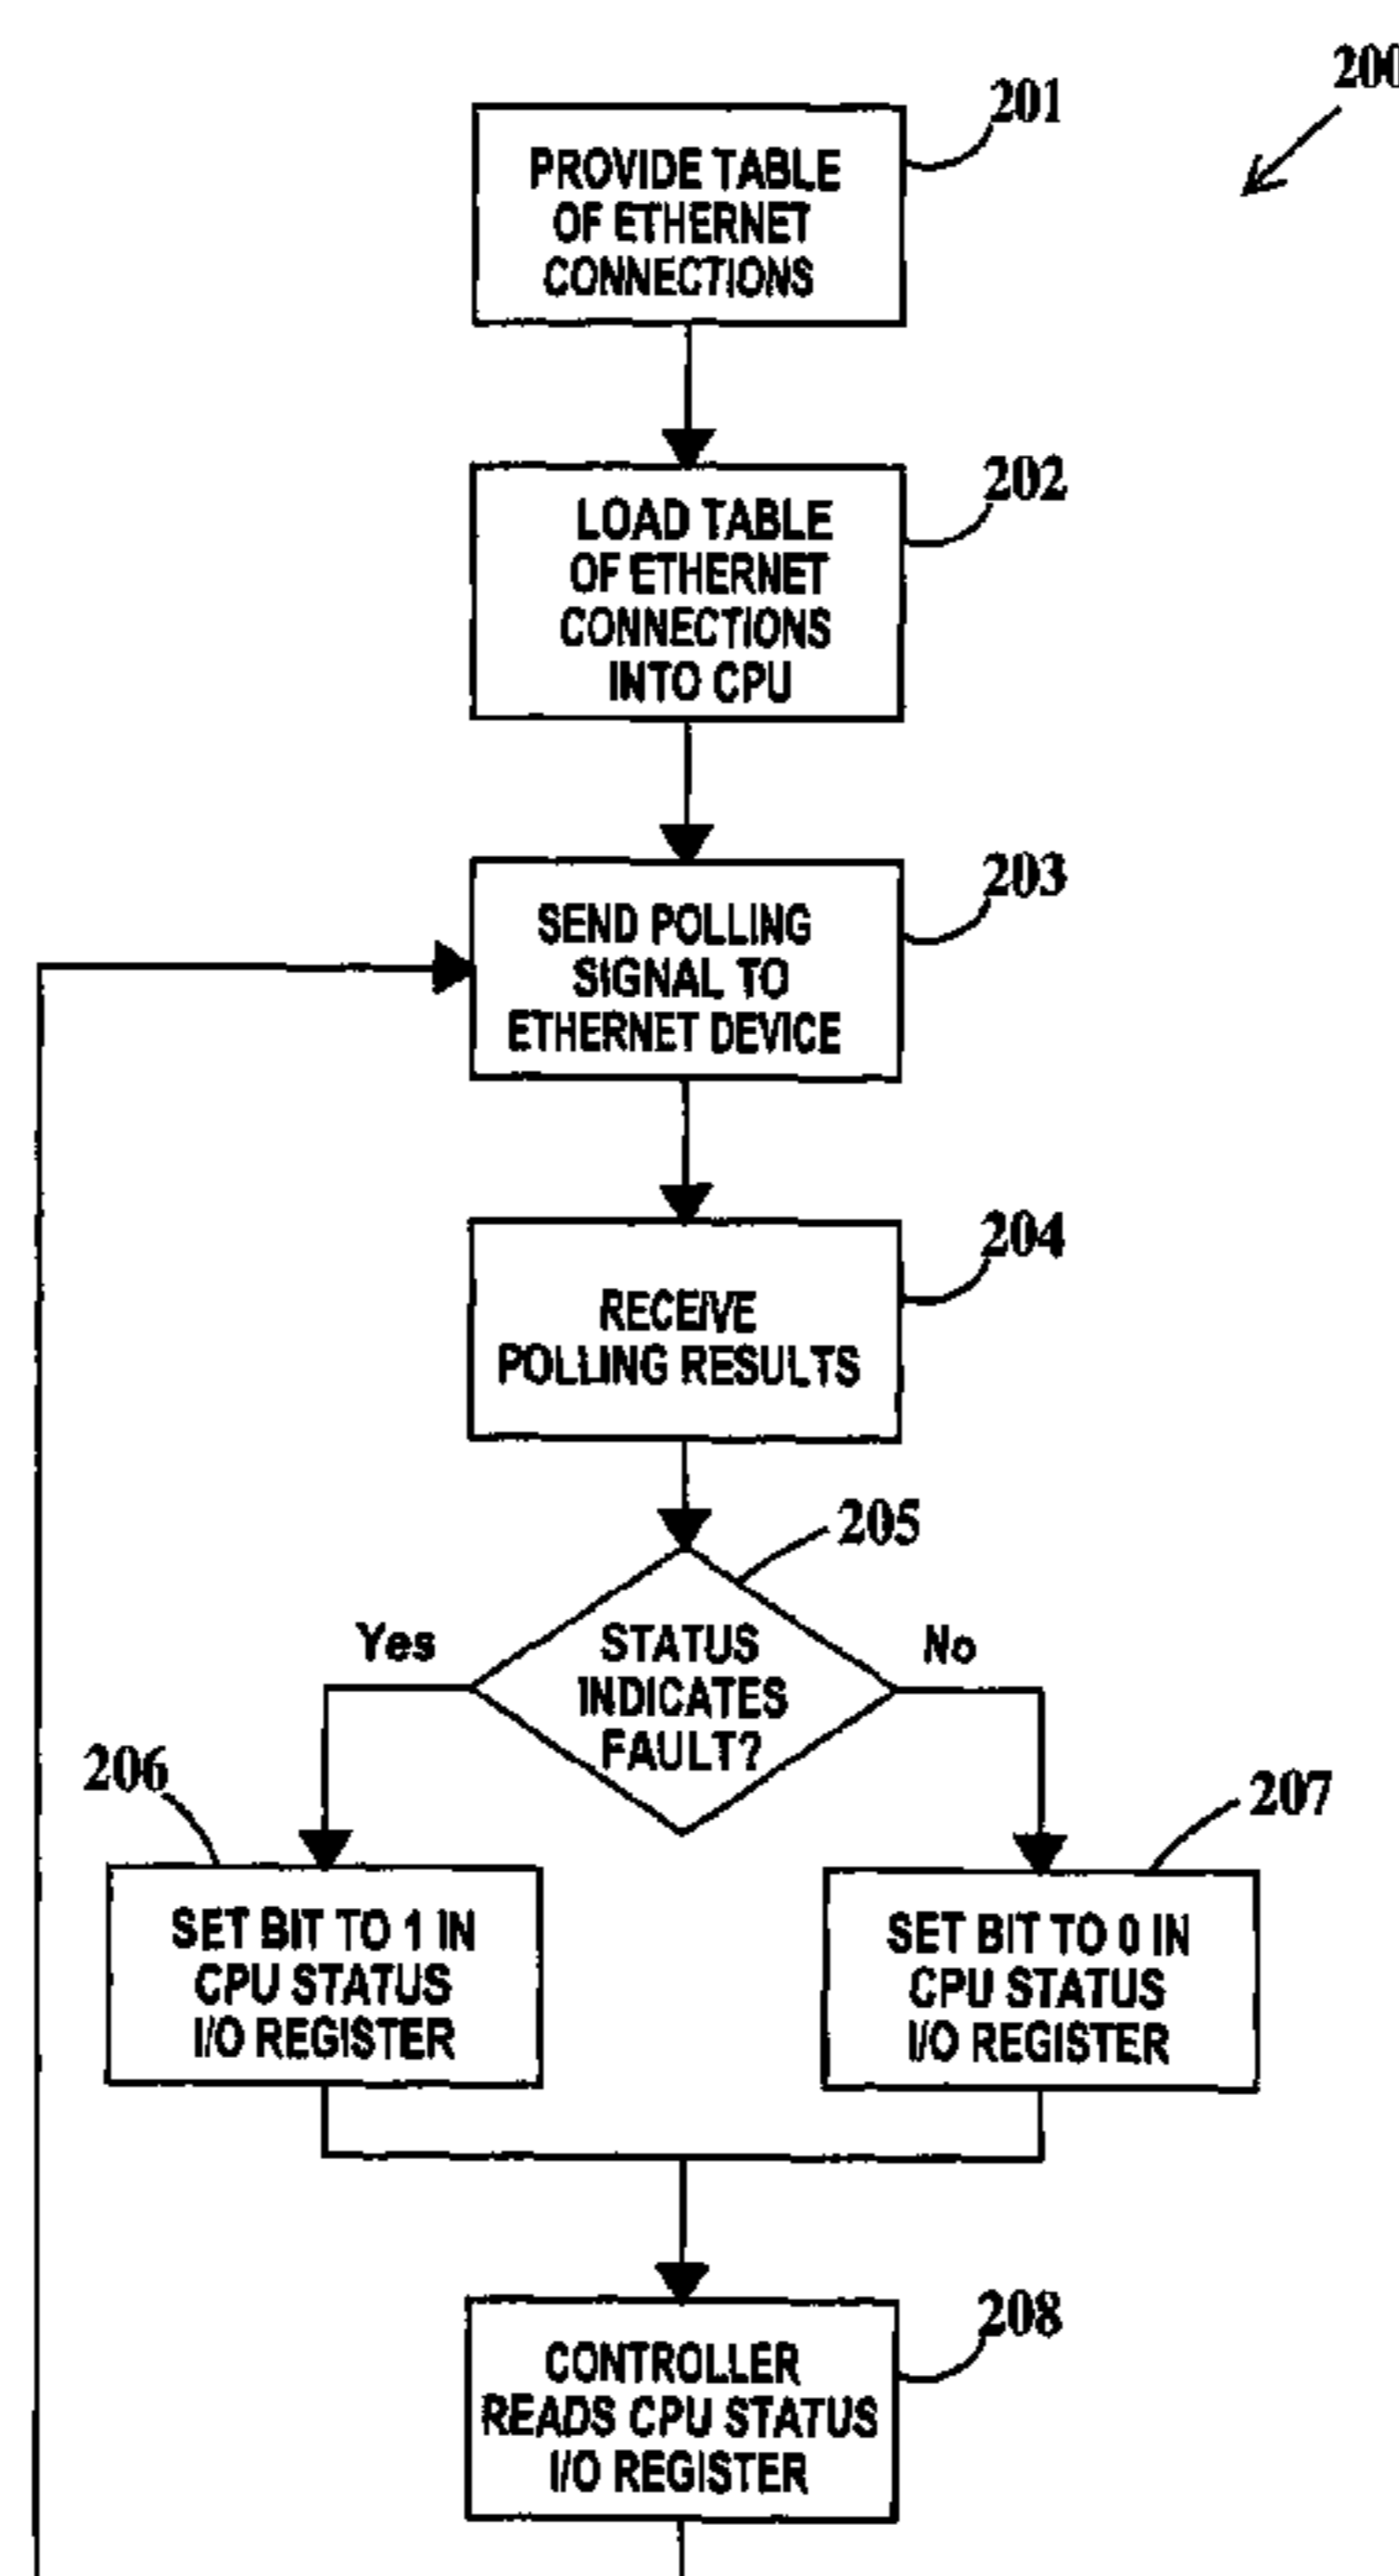 200
201
PROVIDE TABLE
OF ETHERNET
CONNECTIONS
202
LOAD TABLE
OF ETHERNET
CONNECTIONS
INTO CPU
203
SEND POLLING
SIGNAL TO
ETHERNET DEVICE
204
RECEIVE
POLLING RESULTS
205
Yes
STATUS
INDICATES
FAULT?
No
206
207
SET BIT TO 1 IN
CPU STATUS
I/O REGISTER
SET BIT TO 0 IN
CPU STATUS
I/O REGISTER
208
CONTROLLER
READS CPU STATUS
I/O REGISTER